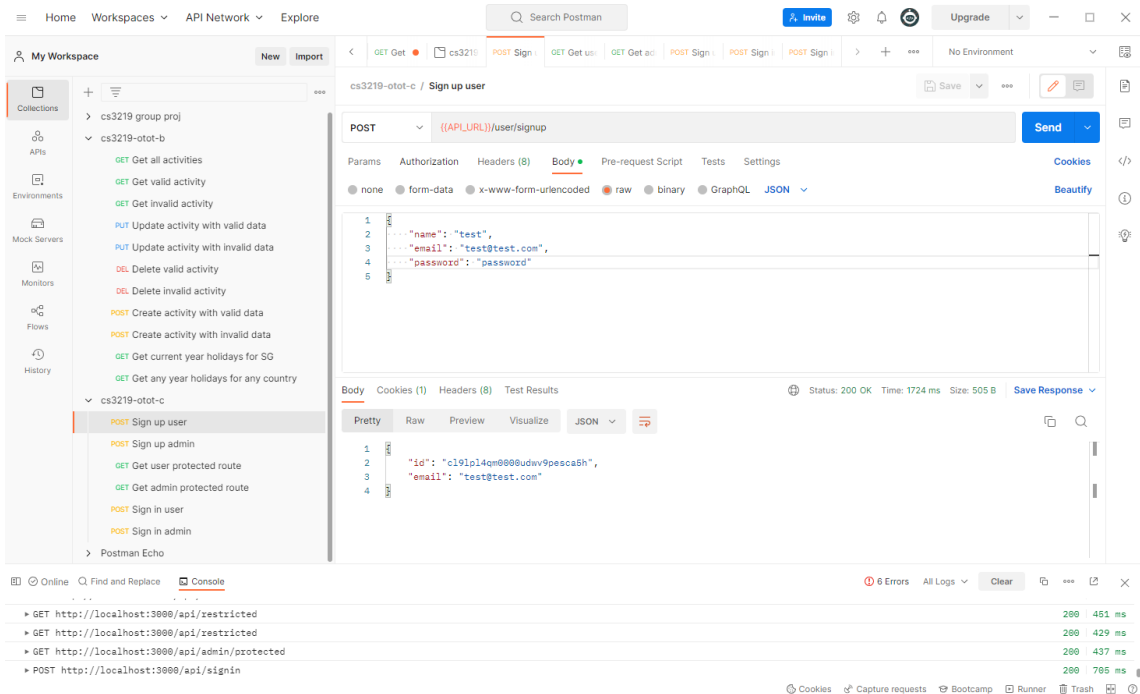 Home Workspaces API Network Explore Search Postman Invite Upgrade
My Workspace New Import
GET Get cs3219 POST Sign GET Get us GET Get ad POST Sign POST Sign POST Sign No Environment
cs3219-otot-c / Sign up user Save
Collections
APIs
Environments
Mock Servers
Monitors
Flows
History
cs3219 group proj
cs3219-otot-b
GET Get all activities
GET Get valid activity
GET Get invalid activity
PUT Update activity with valid data
PUT Update activity with invalid data
DEL Delete valid activity
DEL Delete invalid activity
POST Create activity with valid data
POST Create activity with invalid data
GET Get current year holidays for SG
GET Get any year holidays for any country
cs3219-otot-c
POST Sign up user
POST Sign up admin
GET Get user protected route
GET Get admin protected route
POST Sign in user
POST Sign in admin
Postman Echo
POST {{API_URL}}/user/signup Send
Params Authorization Headers (8) Body Pre-request Script Tests Settings Cookies
none form-data x-www-form-urlencoded raw binary GraphQL JSON Beautify
1 {
2 "name": "test",
3 "email": "test@test.com",
4 "password": "password"
5 }
Body Cookies (1) Headers (8) Test Results Status: 200 OK Time: 1724 ms Size: 505 B Save Response
Pretty Raw Preview Visualize JSON
1 {
2 "id": "cl9lpl4qm0000udwv9pesca5h",
3 "email": "test@test.com"
4 }
Online Find and Replace Console 6 Errors All Logs Clear
GET http://localhost:3000/api/restricted 200 451 ms
GET http://localhost:3000/api/restricted 200 429 ms
GET http://localhost:3000/api/admin/protected 200 437 ms
POST http://localhost:3000/api/signin 200 705 ms
Cookies Capture requests Bootcamp Runner Trash